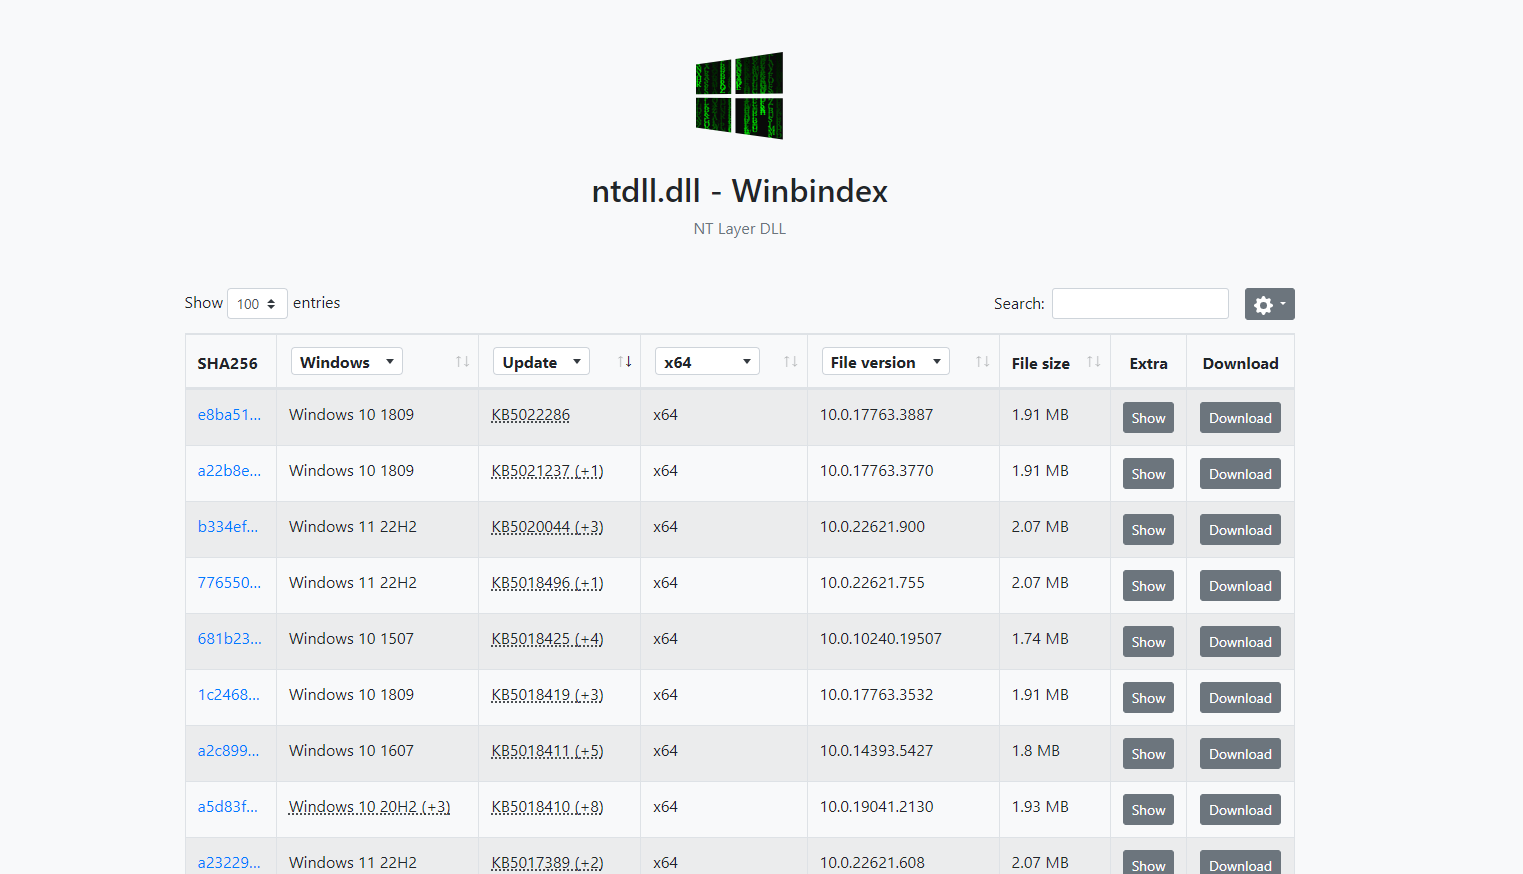 ntdll.dll - Winbindex
NT Layer DLL
Show 100 entries Search:
SHA256 Windows Update x64 File version File size Extra Download
e8ba51... Windows 10 1809 KB5022286 x64 10.0.17763.3887 1.91 MB Show Download
a22b8e... Windows 10 1809 KB5021237 (+1) x64 10.0.17763.3770 1.91 MB Show Download
b334ef... Windows 11 22H2 KB5020044 (+3) x64 10.0.22621.900 2.07 MB Show Download
776550... Windows 11 22H2 KB5018496 (+1) x64 10.0.22621.755 2.07 MB Show Download
681b23... Windows 10 1507 KB5018425 (+4) x64 10.0.10240.19507 1.74 MB Show Download
1c2468... Windows 10 1809 KB5018419 (+3) x64 10.0.17763.3532 1.91 MB Show Download
a2c899... Windows 10 1607 KB5018411 (+5) x64 10.0.14393.5427 1.8 MB Show Download
a5d83f... Windows 10 20H2 (+3) KB5018410 (+8) x64 10.0.19041.2130 1.93 MB Show Download
a23229... Windows 11 22H2 KB5017389 (+2) x64 10.0.22621.608 2.07 MB Show Download